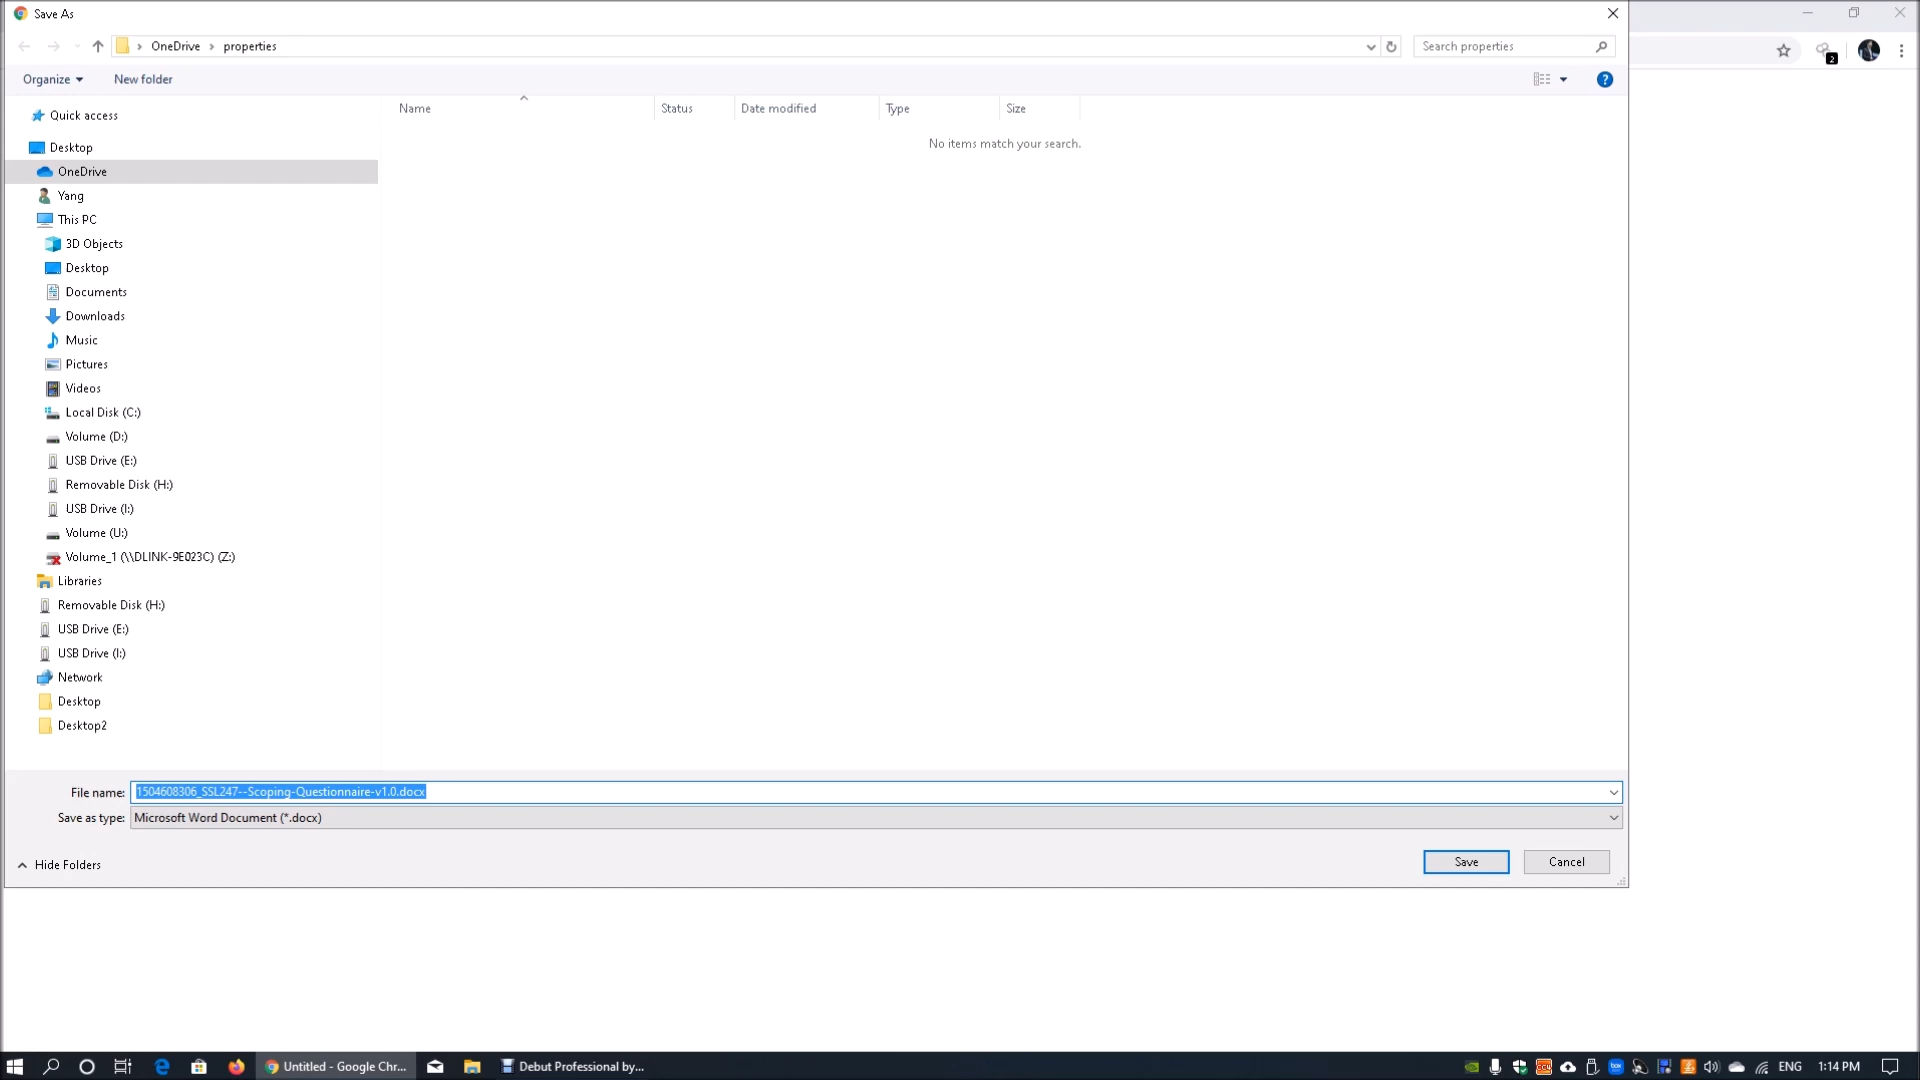 Save As
OneDrive › properties
Search properties
Organize
New folder
Name
Status
Date modified
Type
Size
No items match your search.
Quick access
Desktop
OneDrive
Yang
This PC
3D Objects
Desktop
Documents
Downloads
Music
Pictures
Videos
Local Disk (C:)
Volume (D:)
USB Drive (E:)
Removable Disk (H:)
USB Drive (I:)
Volume (U:)
Volume_1 (\\DLINK-9E023C) (Z:)
Libraries
Removable Disk (H:)
USB Drive (E:)
USB Drive (I:)
Network
Desktop
Desktop2
File name: 1504608306_SSL247--Scoping-Questionnaire-v1.0.docx
Save as type: Microsoft Word Document (*.docx)
Hide Folders
Save
Cancel
2
Untitled - Google Chr...
Debut Professional by...
ENG
1:14 PM